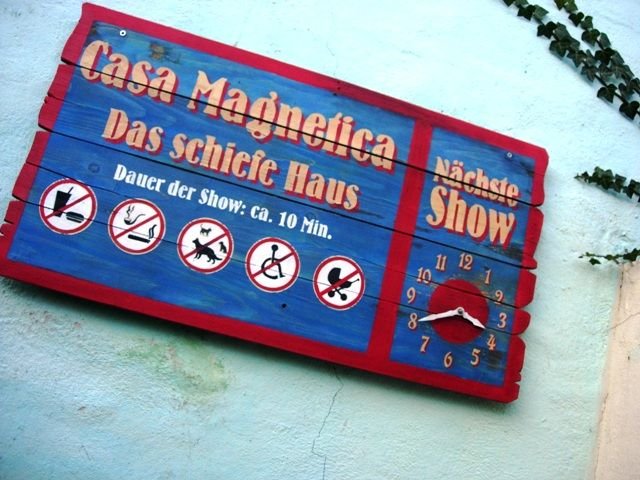 Casa Magnetica
Das schiefe Haus
Dauer der Show: ca. 10 Min.
Nächste
Show
12
1
2
3
4
5
6
7
8
9
10
11